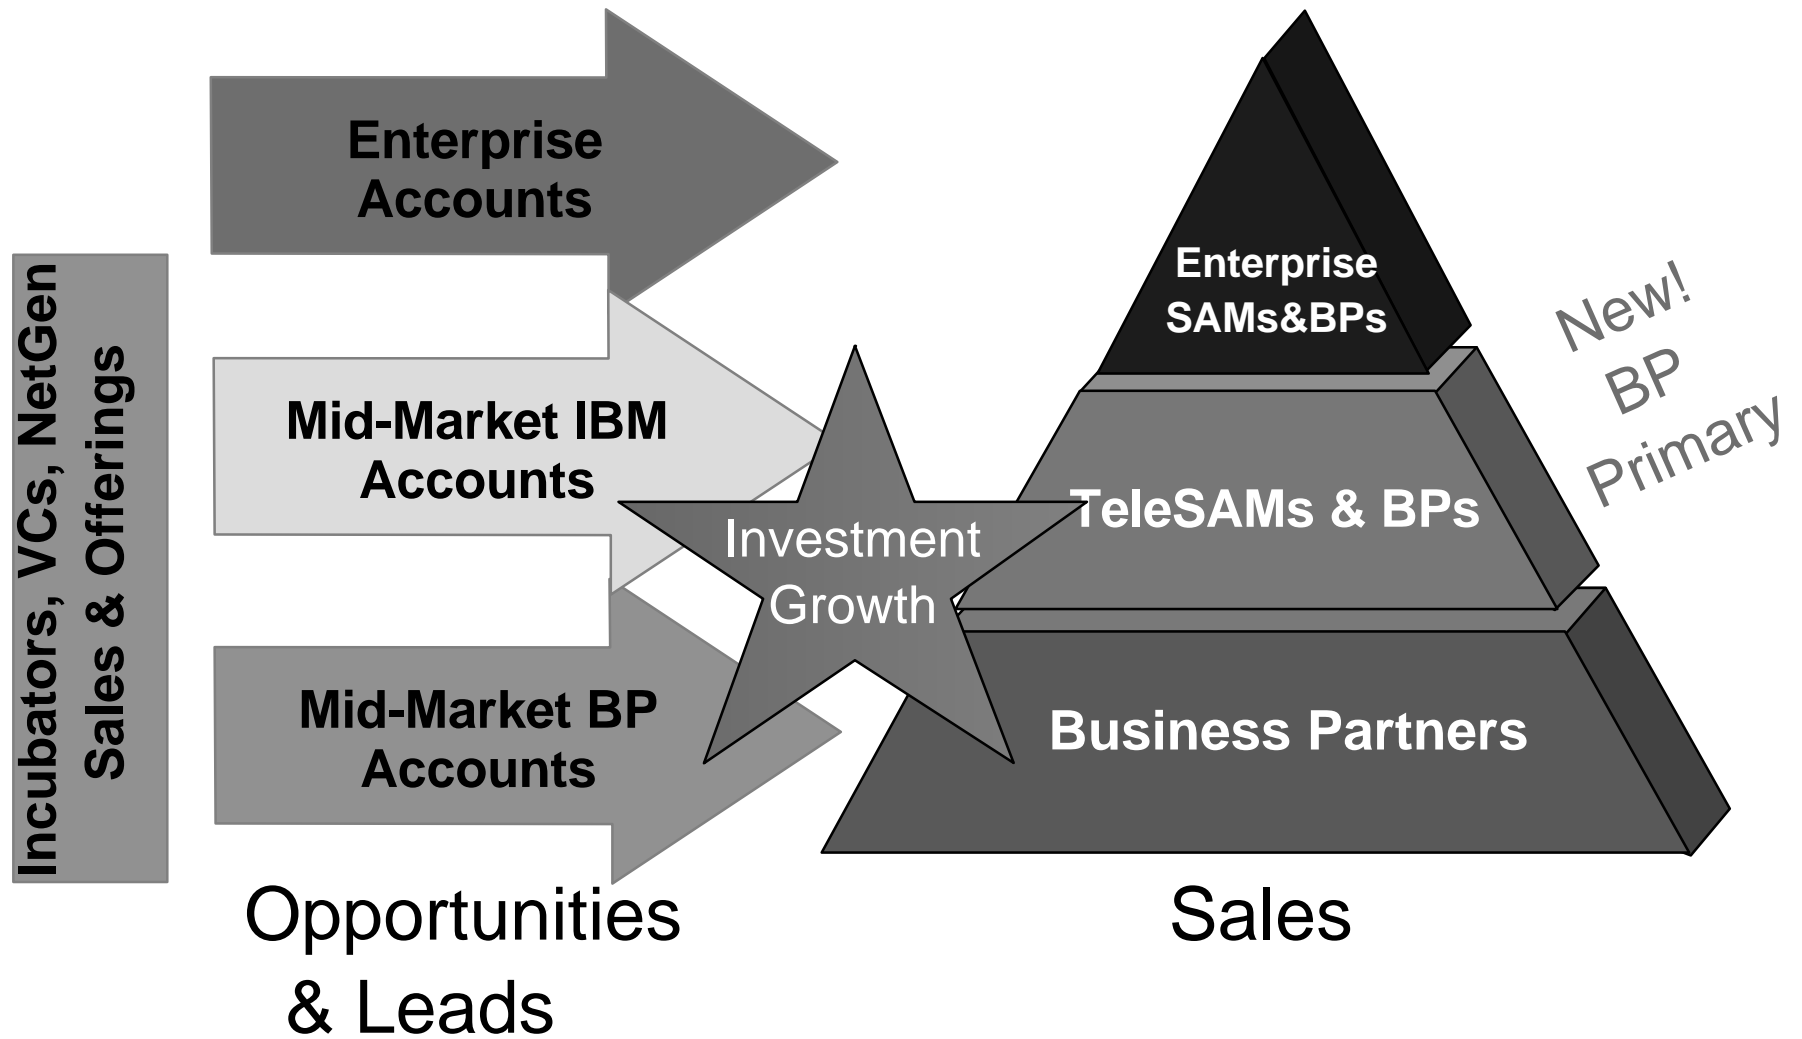 Incubators, VCs, NetGen
Sales & Offerings
Enterprise
Accounts
Mid-Market IBM
Accounts
Mid-Market BP
Accounts
Investment
Growth
Enterprise
SAMs&BPs
TeleSAMs & BPs
Business Partners
New!
BP
Primary
Opportunities
& Leads
Sales